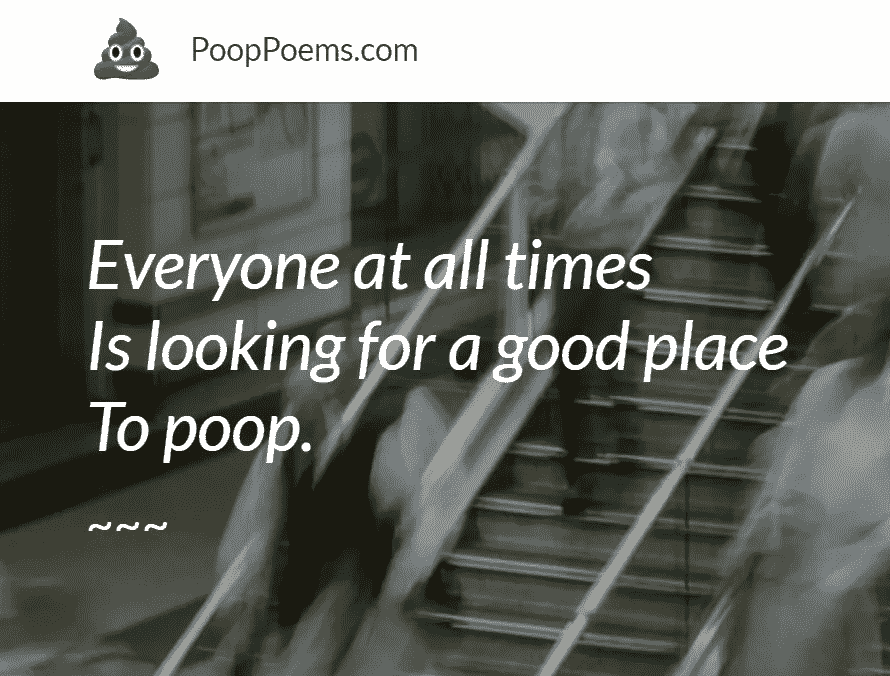 PoopPoems.com
Everyone at all times
Is looking for a good place
To poop.
~~~